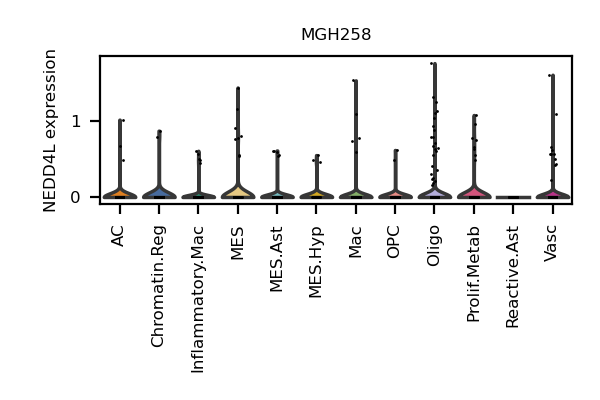 MGH258
NEDD4L expression
1
0
AC
Chromatin.Reg
Inflammatory.Mac
MES
MES.Ast
MES.Hyp
Mac
OPC
Oligo
Prolif.Metab
Reactive.Ast
Vasc